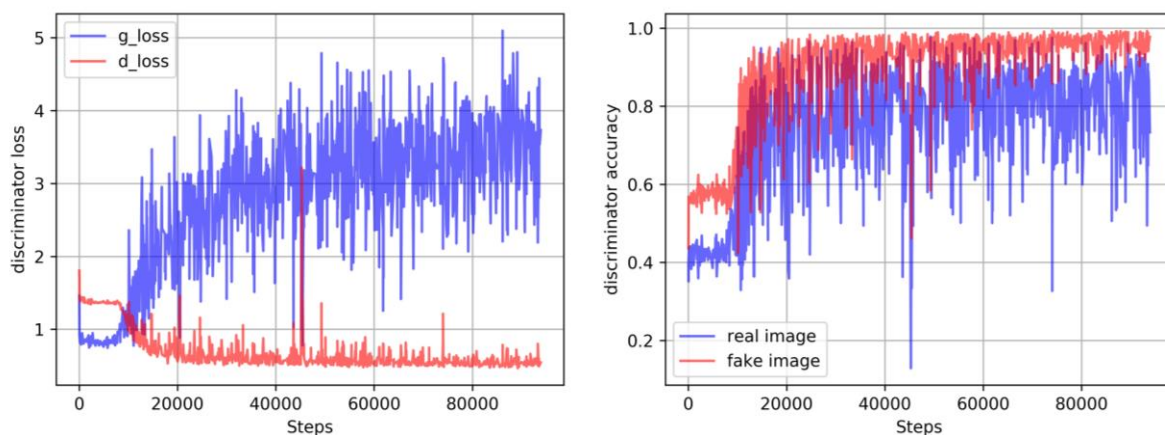 g_loss
d_loss
discriminator loss
5
4
3
2
1
0 20000 40000 60000 80000
Steps
discriminator accuracy
1.0
0.8
0.6
0.4
0.2
real image
fake image
0 20000 40000 60000 80000
Steps